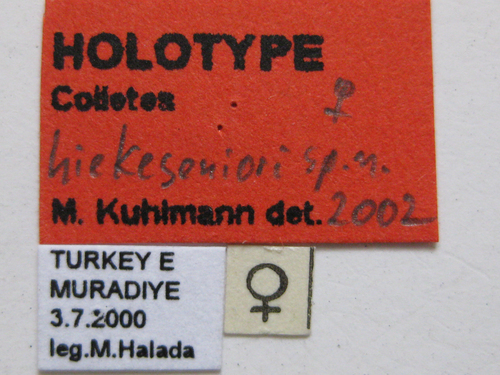 HOLOTYPE
Colletes ♀
hiekeseniori sp. n.
M. Kuhlmann det. 2002
TURKEY E
MURADIYE
3.7.2000
leg.M.Halada
♀